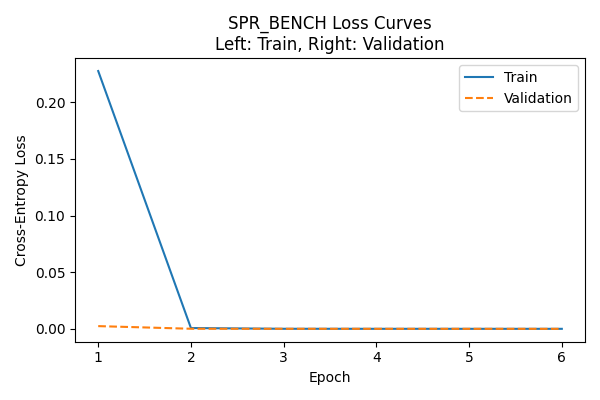 SPR_BENCH Loss Curves
Left: Train, Right: Validation
Train
Validation
Cross-Entropy Loss
0.20
0.15
0.10
0.05
0.00
1 2 3 4 5 6
Epoch